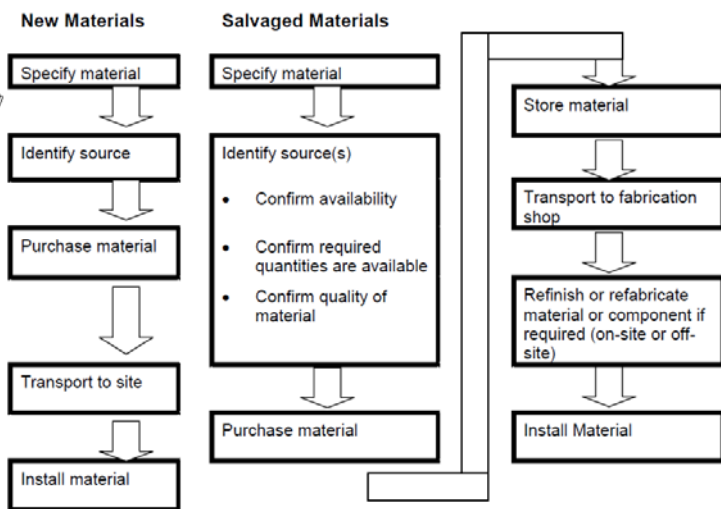 New Materials
Specify material
Identify source
Purchase material
Transport to site
Install material
Salvaged Materials
Specify material
Identify source(s)
• Confirm availability
• Confirm required
quantities are available
• Confirm quality of
material
Purchase material
Store material
Transport to fabrication
shop
Refinish or refabricate
material or component if
required (on-site or off-
site)
Install Material